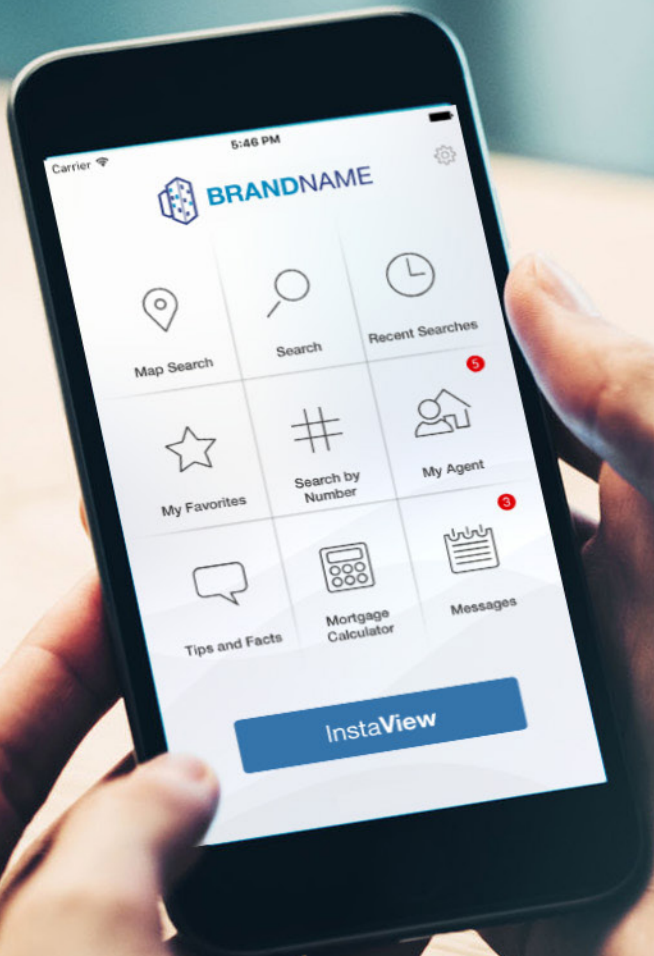 Carrier
5:46 PM
BRANDNAME
Map Search
Search
Recent Searches
5
My Favorites
Search by
Number
My Agent
3
Tips and Facts
Mortgage
Calculator
Messages
InstaView